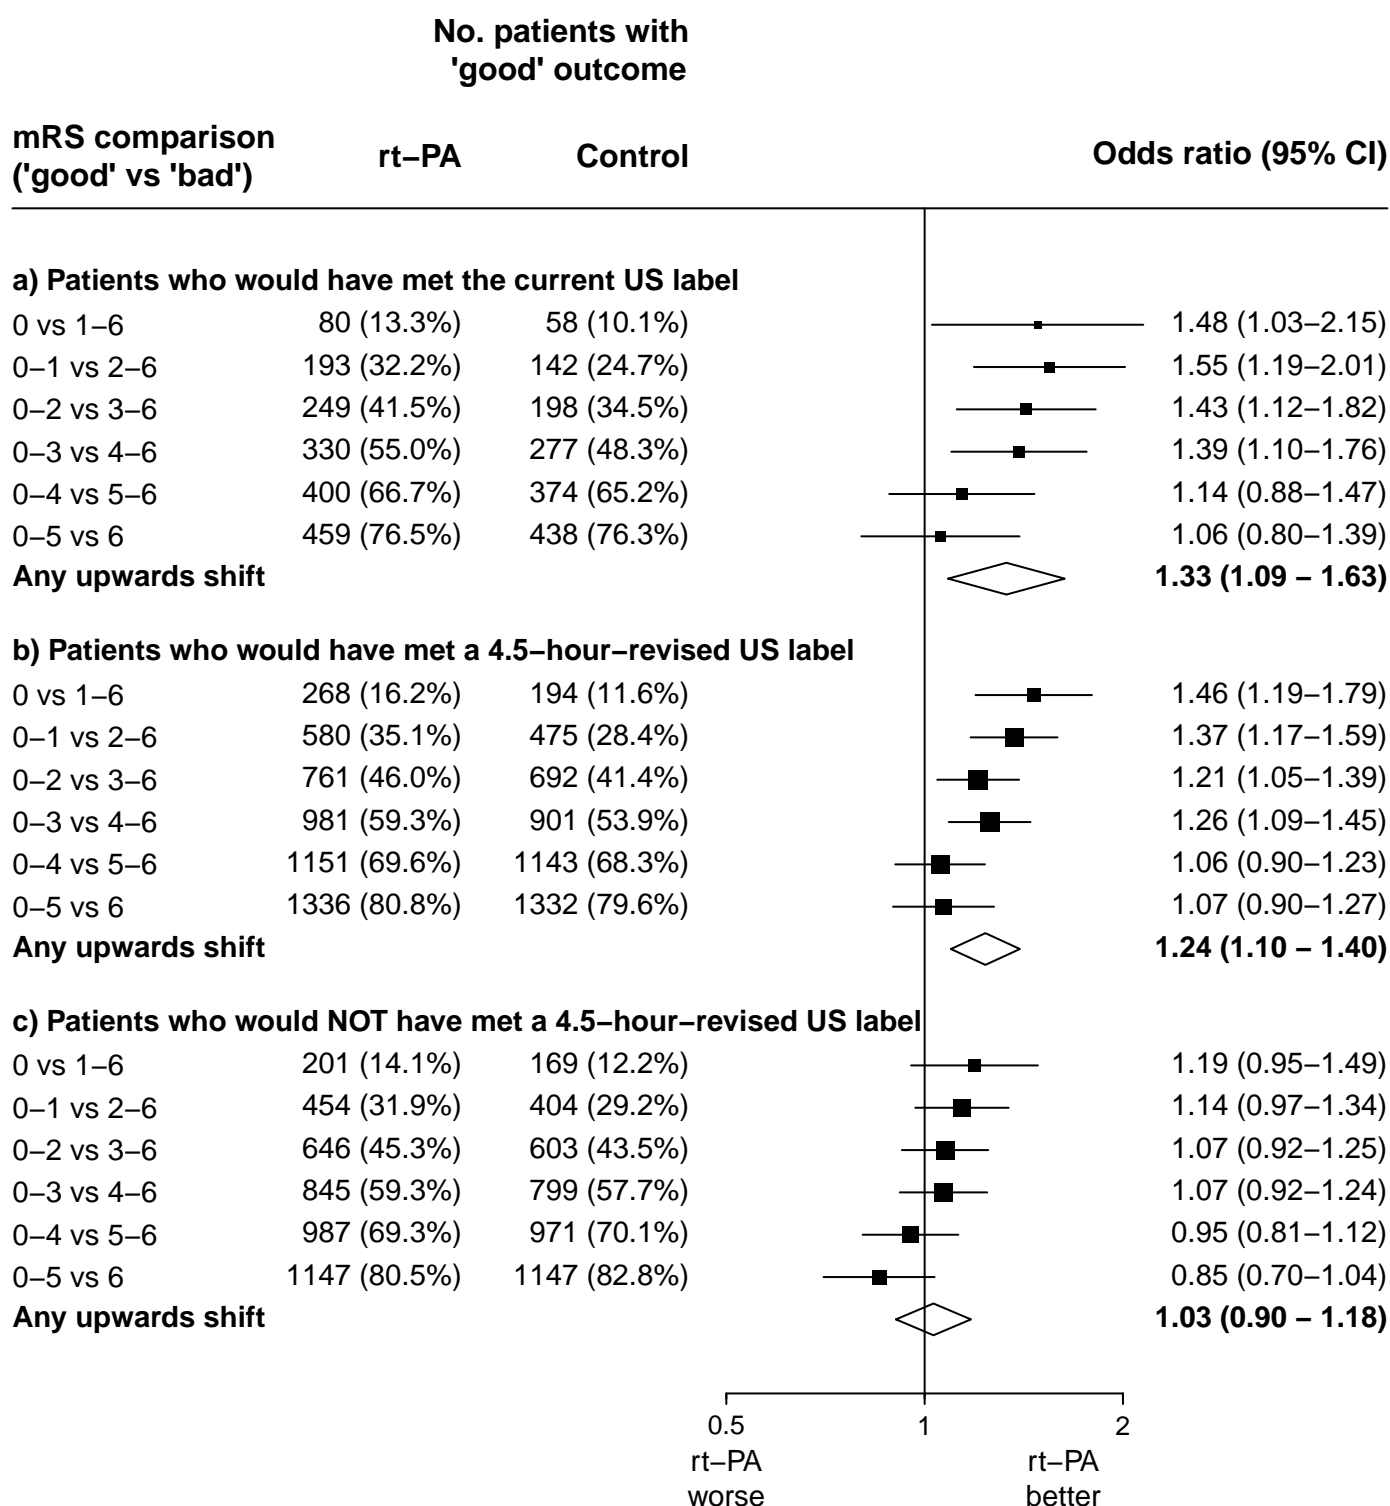 No. patients with
'good' outcome
mRS comparison
('good' vs 'bad') rt−PA Control Odds ratio (95% CI)
a) Patients who would have met the current US label
0 vs 1−6 80 (13.3%) 58 (10.1%) 1.48 (1.03−2.15)
0−1 vs 2−6 193 (32.2%) 142 (24.7%) 1.55 (1.19−2.01)
0−2 vs 3−6 249 (41.5%) 198 (34.5%) 1.43 (1.12−1.82)
0−3 vs 4−6 330 (55.0%) 277 (48.3%) 1.39 (1.10−1.76)
0−4 vs 5−6 400 (66.7%) 374 (65.2%) 1.14 (0.88−1.47)
0−5 vs 6 459 (76.5%) 438 (76.3%) 1.06 (0.80−1.39)
Any upwards shift 1.33 (1.09 − 1.63)
b) Patients who would have met a 4.5−hour−revised US label
0 vs 1−6 268 (16.2%) 194 (11.6%) 1.46 (1.19−1.79)
0−1 vs 2−6 580 (35.1%) 475 (28.4%) 1.37 (1.17−1.59)
0−2 vs 3−6 761 (46.0%) 692 (41.4%) 1.21 (1.05−1.39)
0−3 vs 4−6 981 (59.3%) 901 (53.9%) 1.26 (1.09−1.45)
0−4 vs 5−6 1151 (69.6%) 1143 (68.3%) 1.06 (0.90−1.23)
0−5 vs 6 1336 (80.8%) 1332 (79.6%) 1.07 (0.90−1.27)
Any upwards shift 1.24 (1.10 − 1.40)
c) Patients who would NOT have met a 4.5−hour−revised US label
0 vs 1−6 201 (14.1%) 169 (12.2%) 1.19 (0.95−1.49)
0−1 vs 2−6 454 (31.9%) 404 (29.2%) 1.14 (0.97−1.34)
0−2 vs 3−6 646 (45.3%) 603 (43.5%) 1.07 (0.92−1.25)
0−3 vs 4−6 845 (59.3%) 799 (57.7%) 1.07 (0.92−1.24)
0−4 vs 5−6 987 (69.3%) 971 (70.1%) 0.95 (0.81−1.12)
0−5 vs 6 1147 (80.5%) 1147 (82.8%) 0.85 (0.70−1.04)
Any upwards shift 1.03 (0.90 − 1.18)
0.5 1 2
rt−PA rt−PA
worse better